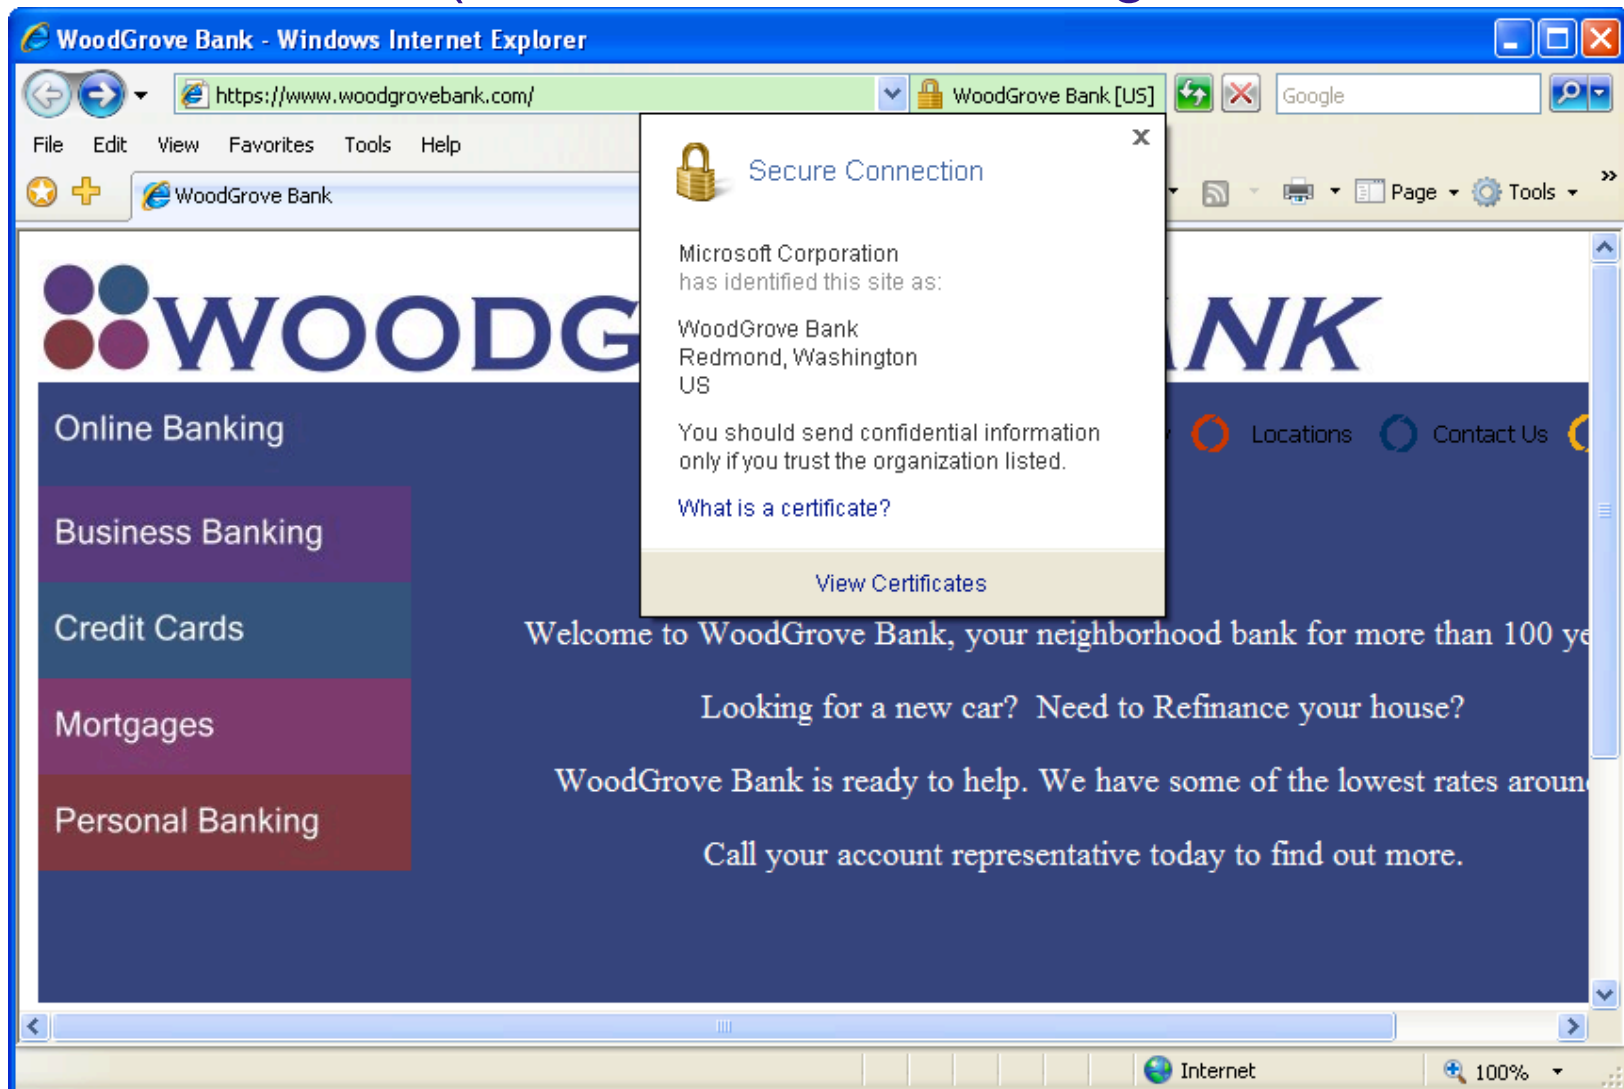 WoodGrove Bank - Windows Internet Explorer
https://www.woodgrovebank.com/
WoodGrove Bank [US]
Google
File Edit View Favorites Tools Help
WoodGrove Bank
Page
Tools
»
x
Secure Connection
Microsoft Corporation
has identified this site as:
WoodGrove Bank
Redmond, Washington
US
You should send confidential information
only if you trust the organization listed.
What is a certificate?
View Certificates
WOODG NK
Online Banking
Business Banking
Credit Cards
Mortgages
Personal Banking
Locations
Contact Us
Welcome to WoodGrove Bank, your neighborhood bank for more than 100 ye
Looking for a new car? Need to Refinance your house?
WoodGrove Bank is ready to help. We have some of the lowest rates aroun
Call your account representative today to find out more.
Internet
100%